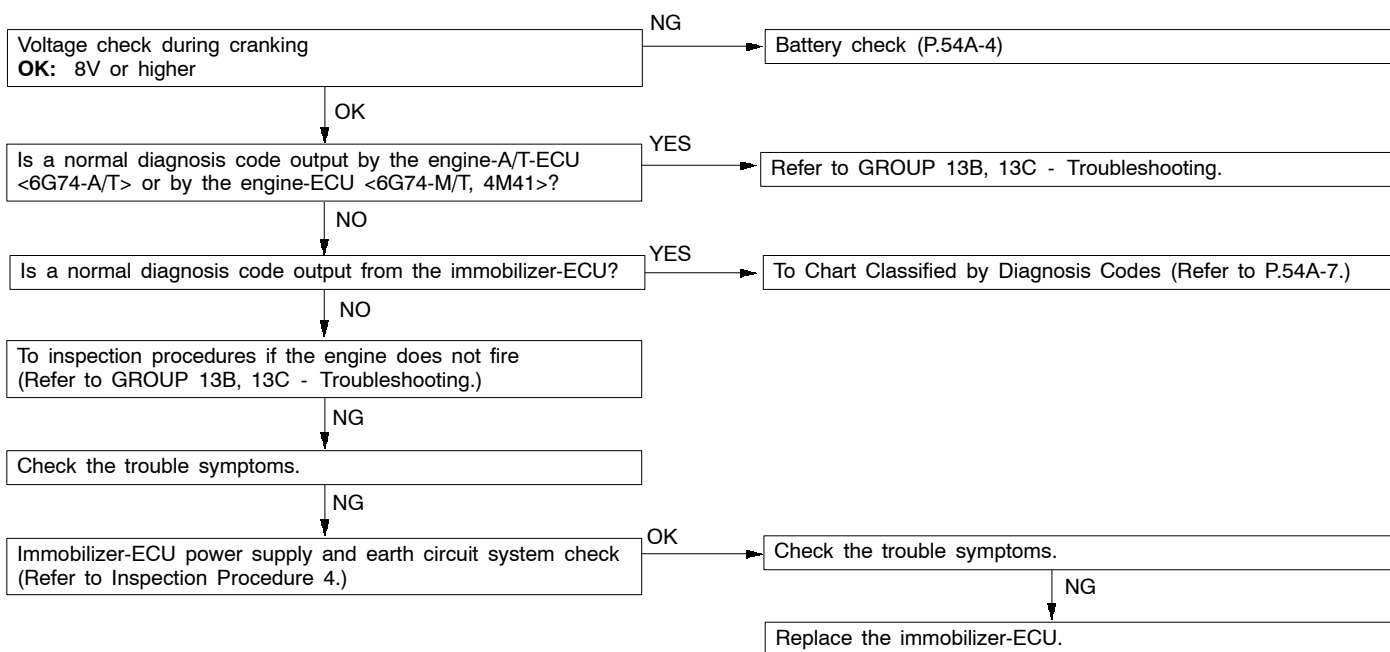 Voltage check during cranking
OK: 8V or higher
NG
Battery check (P.54A-4)
OK
Is a normal diagnosis code output by the engine-A/T-ECU
<6G74-A/T> or by the engine-ECU <6G74-M/T, 4M41>?
YES
Refer to GROUP 13B, 13C - Troubleshooting.
NO
Is a normal diagnosis code output from the immobilizer-ECU?
YES
To Chart Classified by Diagnosis Codes (Refer to P.54A-7.)
NO
To inspection procedures if the engine does not fire
(Refer to GROUP 13B, 13C - Troubleshooting.)
NG
Check the trouble symptoms.
NG
Immobilizer-ECU power supply and earth circuit system check
(Refer to Inspection Procedure 4.)
OK
Check the trouble symptoms.
NG
Replace the immobilizer-ECU.